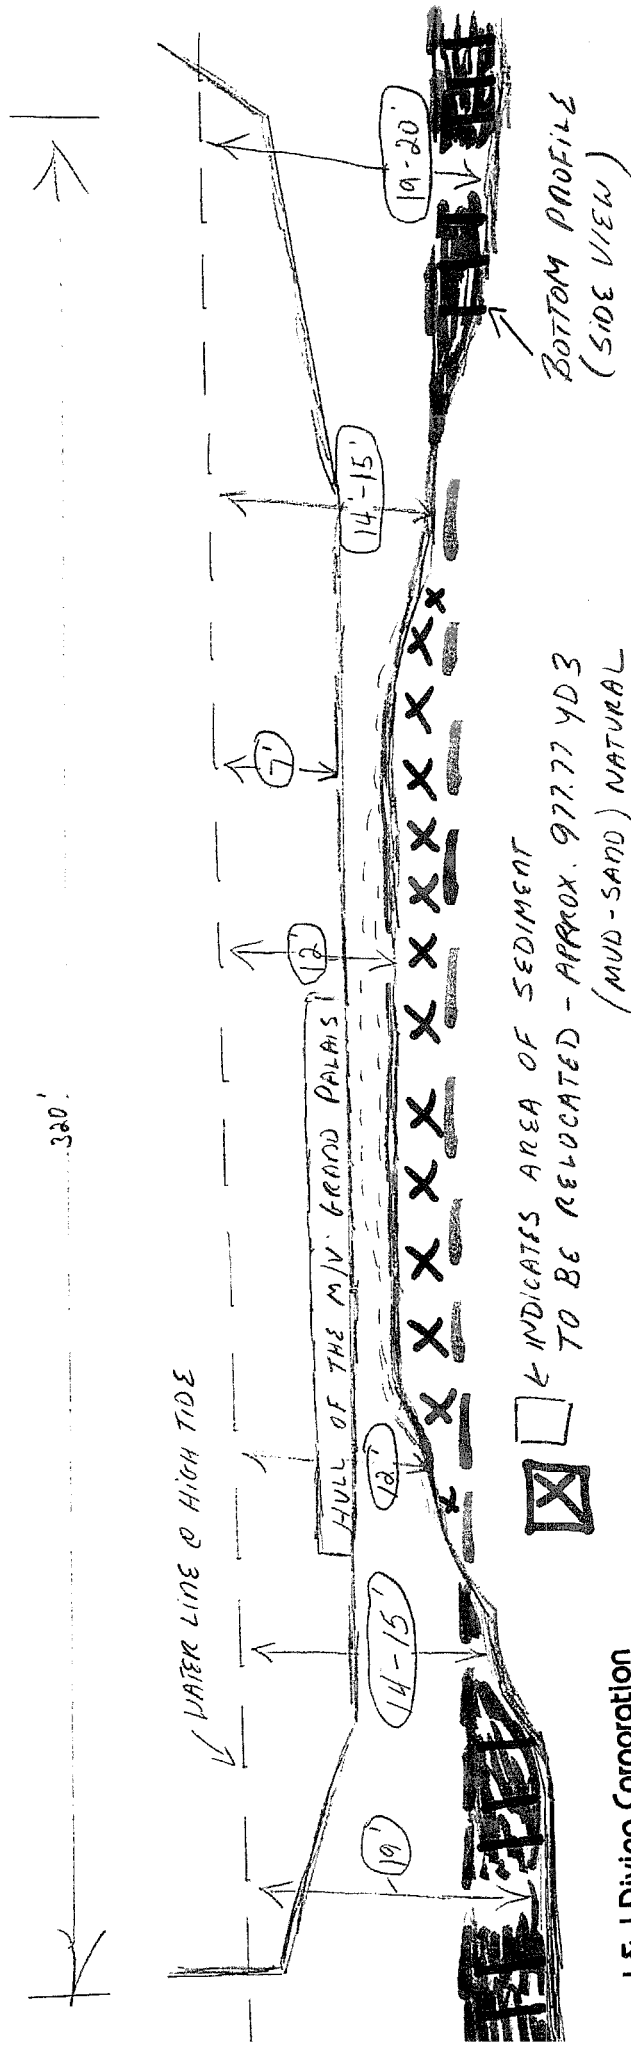 320'
WATER LINE @ HIGH TIDE
HULL OF THE M/V GRAND PALAIS
19'
14-15'
12'
12'
7'
14'-15'
19-20'
X
← INDICATES AREA OF SEDIMENT
TO BE RELOCATED - APPROX. 977.77 YD3
(MUD-SAND) NATURAL
BOTTOM PROFILE
(SIDE VIEW)
Diving Corporation